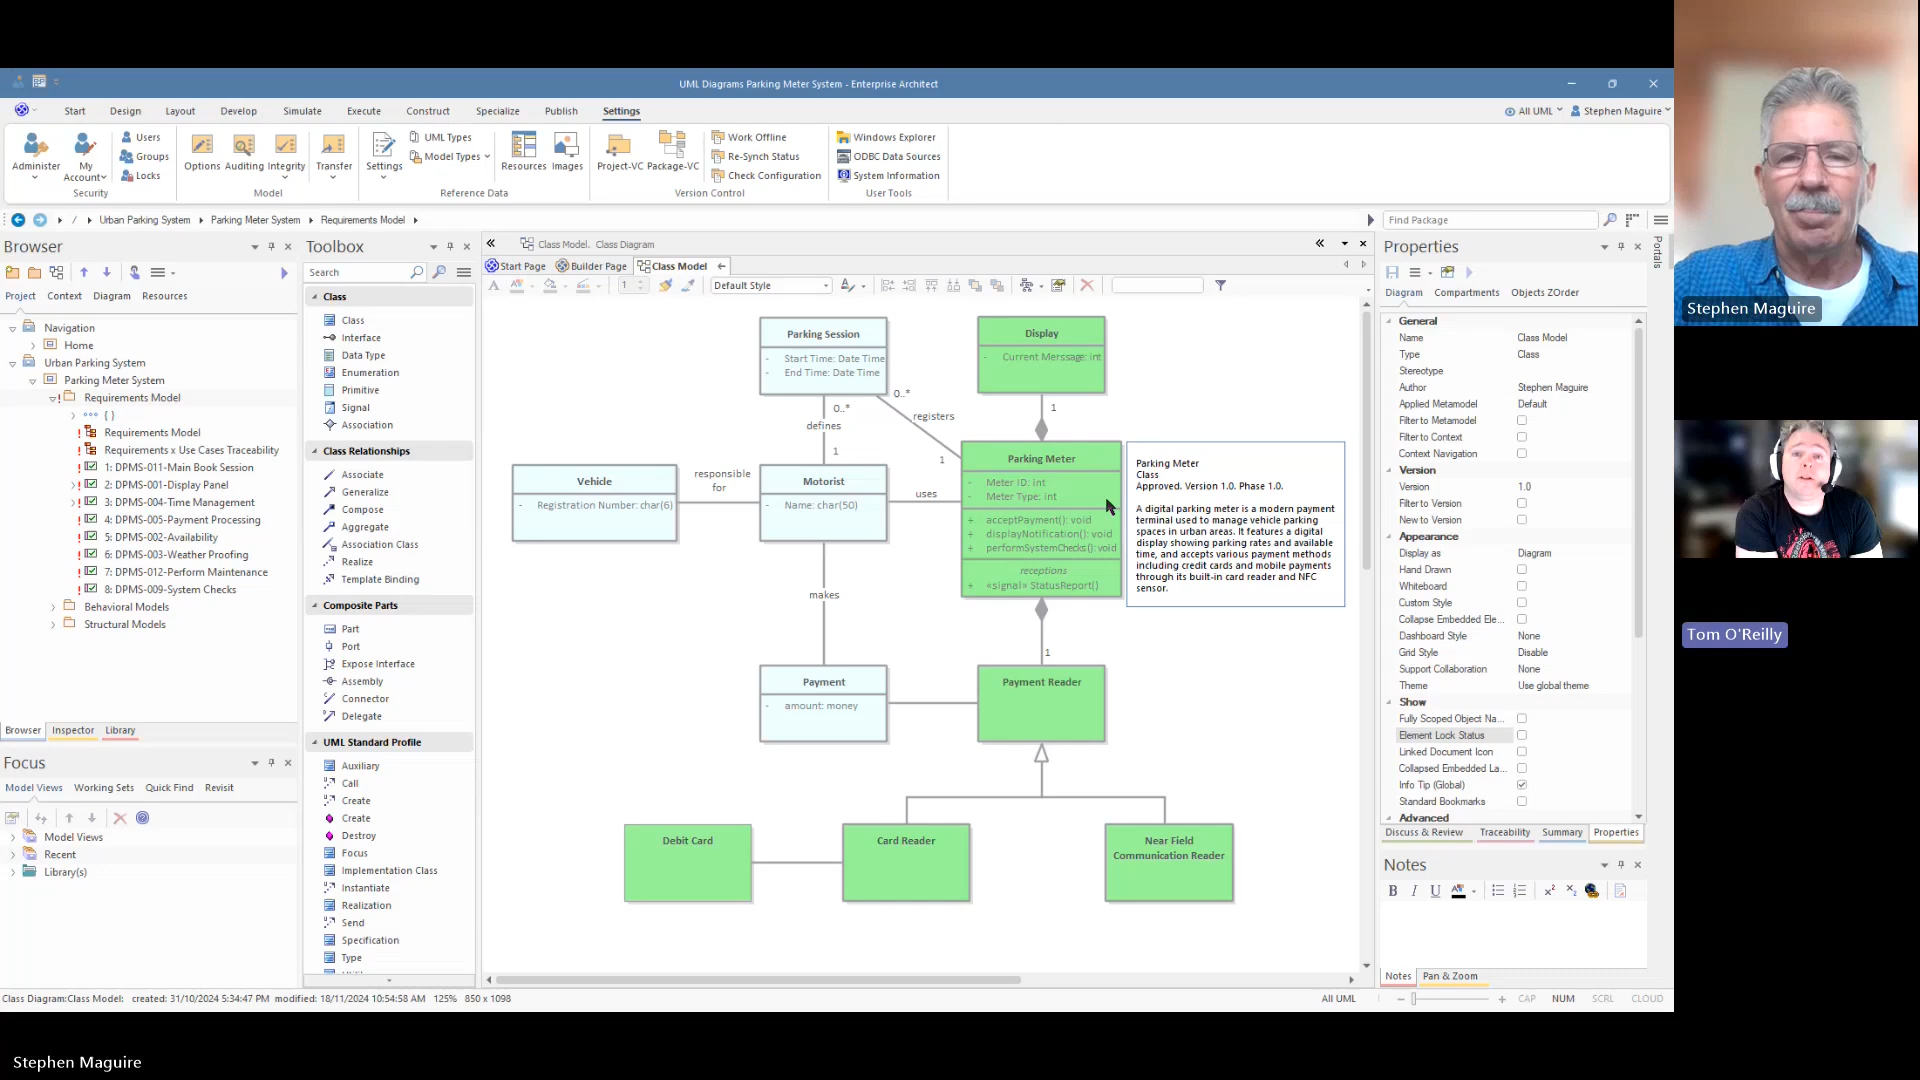 UML Diagrams Parking Meter System - Enterprise Architect
Start Design Layout Develop Simulate Execute Construct Specialize Publish Settings
All UML Stephen Maguire
Administer
My Account
Users
Groups
Locks
Security
Options Auditing Integrity
Transfer
Model
Settings
UML Types
Model Types
Resources Images
Reference Data
Project-VC Package-VC
Work Offline
Re-Synch Status
Check Configuration
Version Control
Windows Explorer
ODBC Data Sources
System Information
User Tools
/ Urban Parking System Parking Meter System Requirements Model
Find Package
Portals
Browser
Project Context Diagram Resources
Navigation
Home
Urban Parking System
Parking Meter System
Requirements Model
{ }
Requirements Model
Requirements x Use Cases Traceability
1: DPMS-011-Main Book Session
2: DPMS-001-Display Panel
3: DPMS-004-Time Management
4: DPMS-005-Payment Processing
5: DPMS-002-Availability
6: DPMS-003-Weather Proofing
7: DPMS-012-Perform Maintenance
8: DPMS-009-System Checks
Behavioral Models
Structural Models
Browser Inspector Library
Focus
Model Views Working Sets Quick Find Revisit
Model Views
Recent
Library(s)
Toolbox
Search
Class
Class
Interface
Data Type
Enumeration
Primitive
Signal
Association
Class Relationships
Associate
Generalize
Compose
Aggregate
Association Class
Realize
Template Binding
Composite Parts
Part
Port
Expose Interface
Assembly
Connector
Delegate
UML Standard Profile
Auxiliary
Call
Create
Create
Destroy
Focus
Implementation Class
Instantiate
Realization
Send
Specification
Type
Class Model. Class Diagram
Start Page Builder Page Class Model
1 Default Style
Parking Session
- Start Time: Date Time
- End Time: Date Time
Display
- Current Merssage: int
0..*
registers
1
0..*
defines
1
1
Vehicle
- Registration Number: char(6)
responsible
for
Motorist
- Name: char(50)
uses
Parking Meter
- Meter ID: int
- Meter Type: int
+ acceptPayment(): void
+ displayNotification(): void
+ performSystemChecks(): void
receptions
+ «signal» StatusReport()
Parking Meter
Class
Approved. Version 1.0. Phase 1.0.
A digital parking meter is a modern payment
terminal used to manage vehicle parking
spaces in urban areas. It features a digital
display showing parking rates and available
time, and accepts various payment methods
including credit cards and mobile payments
through its built-in card reader and NFC
sensor.
makes
1
Payment
- amount: money
Payment Reader
Debit Card
Card Reader
Near Field
Communication Reader
Properties
Diagram Compartments Objects ZOrder
General
Name Class Model
Type Class
Stereotype
Author Stephen Maguire
Applied Metamodel Default
Filter to Metamodel
Filter to Context
Context Navigation
Version
Version 1.0
Filter to Version
New to Version
Appearance
Display as Diagram
Hand Drawn
Whiteboard
Custom Style
Collapse Embedded Ele...
Dashboard Style None
Grid Style Disable
Support Collaboration None
Theme Use global theme
Show
Fully Scoped Object Na...
Element Lock Status
Linked Document Icon
Collapsed Embedded La...
Info Tip (Global)
Standard Bookmarks
Advanced
Discuss & Review Traceability Summary Properties
Notes
B I U
Notes Pan & Zoom
Class Diagram:Class Model: created: 31/10/2024 5:34:47 PM modified: 18/11/2024 10:54:58 AM 125% 850 x 1098
All UML CAP NUM SCRL CLOUD
Stephen Maguire
Tom O'Reilly
Stephen Maguire